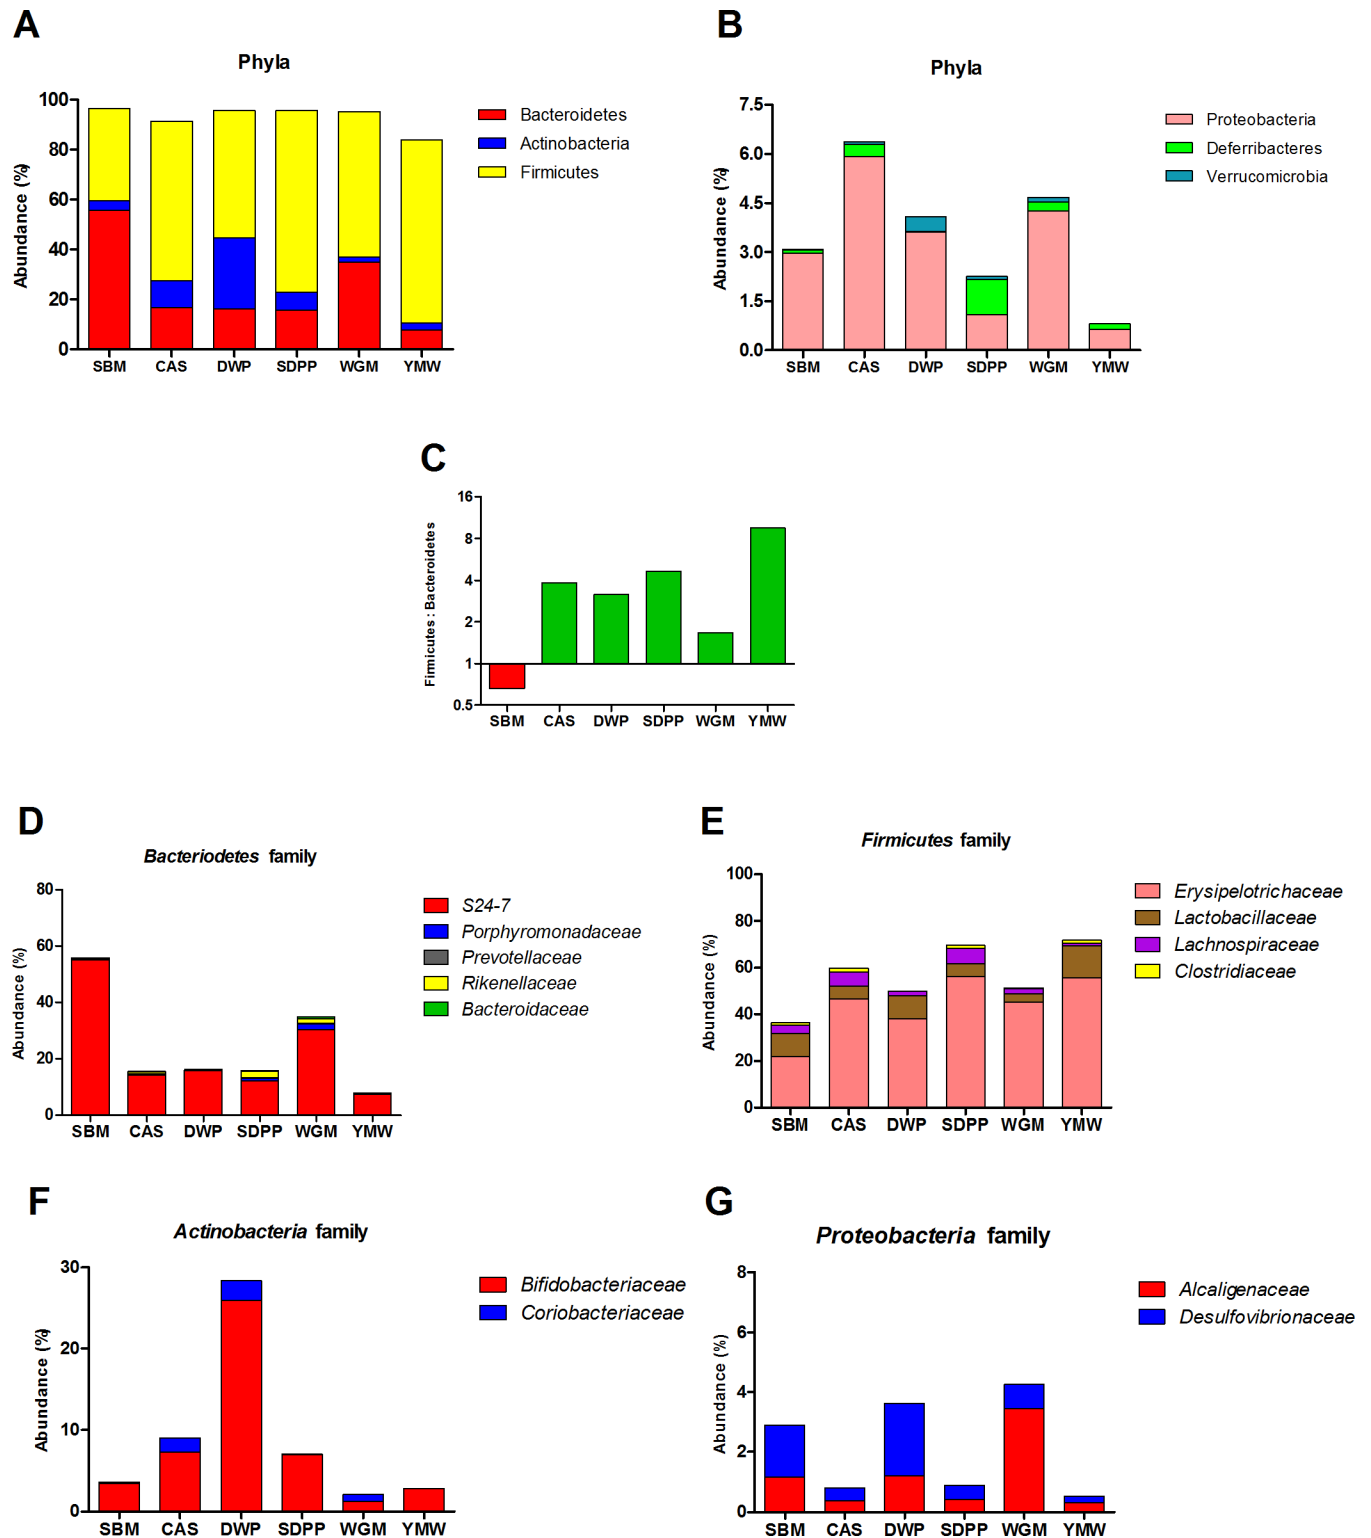 A
Phyla
Abundance (%)
100
80
60
40
20
0
SBM CAS DWP SDPP WGM YMW
Bacteroidetes
Actinobacteria
Firmicutes
B
Phyla
Abundance (%)
7.5
6.0
4.5
3.0
1.5
0.0
SBM CAS DWP SDPP WGM YMW
Proteobacteria
Deferribacteres
Verrucomicrobia
C
Firmicutes : Bacteroidetes
16
8
4
2
1
0.5
SBM CAS DWP SDPP WGM YMW
D
Bacteriodetes family
Abundance (%)
80
60
40
20
0
SBM CAS DWP SDPP WGM YMW
S24-7
Porphyromonadaceae
Prevotellaceae
Rikenellaceae
Bacteroidaceae
E
Firmicutes family
Abundance (%)
100
80
60
40
20
0
SBM CAS DWP SDPP WGM YMW
Erysipelotrichaceae
Lactobacillaceae
Lachnospiraceae
Clostridiaceae
F
Actinobacteria family
Abundance (%)
30
20
10
0
SBM CAS DWP SDPP WGM YMW
Bifidobacteriaceae
Coriobacteriaceae
G
Proteobacteria family
Abundance (%)
8
6
4
2
0
SBM CAS DWP SDPP WGM YMW
Alcaligenaceae
Desulfovibrionaceae